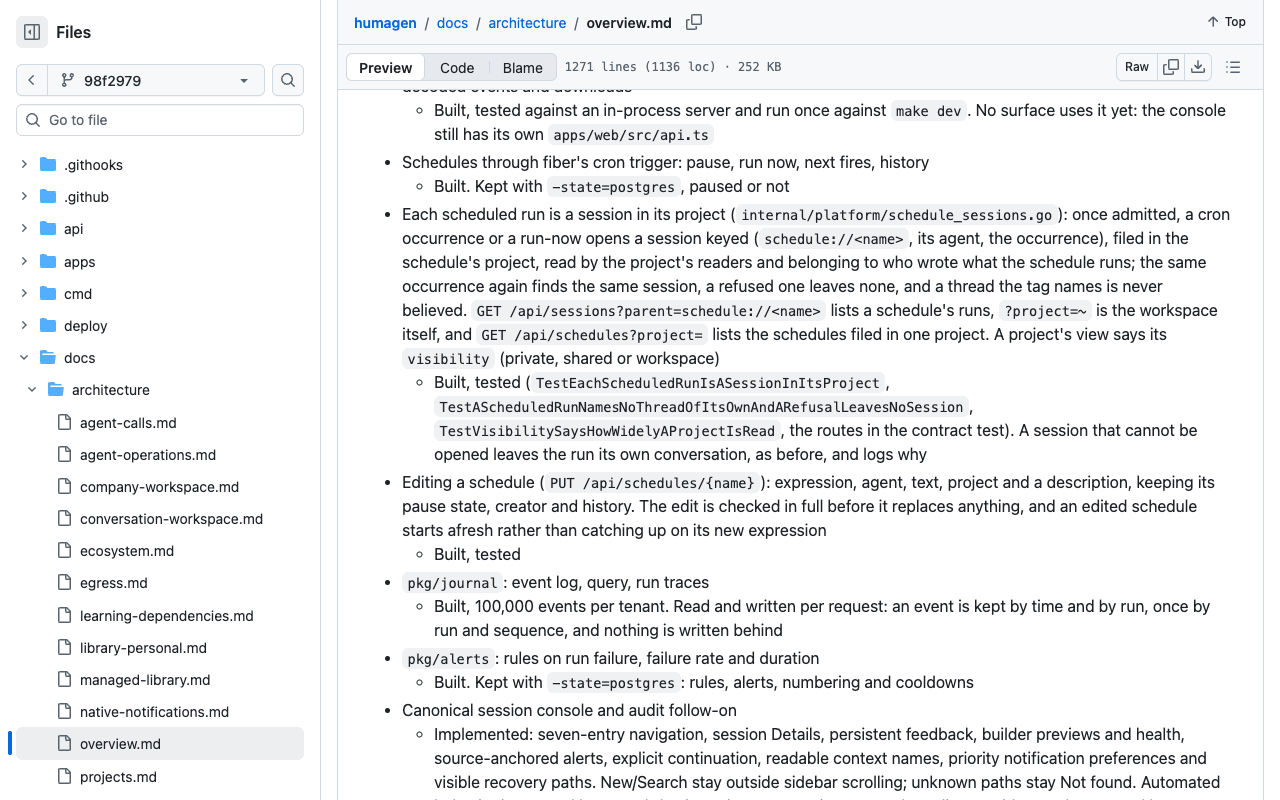 Files
humagen / docs / architecture / overview.md
Top
98f2979
Preview
Code
Blame
1271 lines (1136 loc) · 252 KB
Raw
Go to file
.githooks
.github
api
apps
cmd
deploy
docs
architecture
agent-calls.md
agent-operations.md
company-workspace.md
conversation-workspace.md
ecosystem.md
egress.md
learning-dependencies.md
library-personal.md
managed-library.md
native-notifications.md
overview.md
projects.md
decoded events and downloads
Built, tested against an in-process server and run once against make dev. No surface uses it yet: the console
still has its own apps/web/src/api.ts
Schedules through fiber's cron trigger: pause, run now, next fires, history
Built. Kept with -state=postgres, paused or not
Each scheduled run is a session in its project (internal/platform/schedule_sessions.go): once admitted, a cron
occurrence or a run-now opens a session keyed (schedule://<name>, its agent, the occurrence), filed in the
schedule's project, read by the project's readers and belonging to who wrote what the schedule runs; the same
occurrence again finds the same session, a refused one leaves none, and a thread the tag names is never
believed. GET /api/sessions?parent=schedule://<name> lists a schedule's runs, ?project=~ is the workspace
itself, and GET /api/schedules?project= lists the schedules filed in one project. A project's view says its
visibility (private, shared or workspace)
Built, tested (TestEachScheduledRunIsASessionInItsProject,
TestAScheduledRunNamesNoThreadOfItsOwnAndARefusalLeavesNoSession,
TestVisibilitySaysHowWidelyAProjectIsRead, the routes in the contract test). A session that cannot be
opened leaves the run its own conversation, as before, and logs why
Editing a schedule (PUT /api/schedules/{name}): expression, agent, text, project and a description, keeping its
pause state, creator and history. The edit is checked in full before it replaces anything, and an edited schedule
starts afresh rather than catching up on its new expression
Built, tested
pkg/journal: event log, query, run traces
Built, 100,000 events per tenant. Read and written per request: an event is kept by time and by run, once by
run and sequence, and nothing is written behind
pkg/alerts: rules on run failure, failure rate and duration
Built. Kept with -state=postgres: rules, alerts, numbering and cooldowns
Canonical session console and audit follow-on
Implemented: seven-entry navigation, session Details, persistent feedback, builder previews and health,
source-anchored alerts, explicit continuation, readable context names, priority notification preferences and
visible recovery paths. New/Search stay outside sidebar scrolling; unknown paths stay Not found. Automated